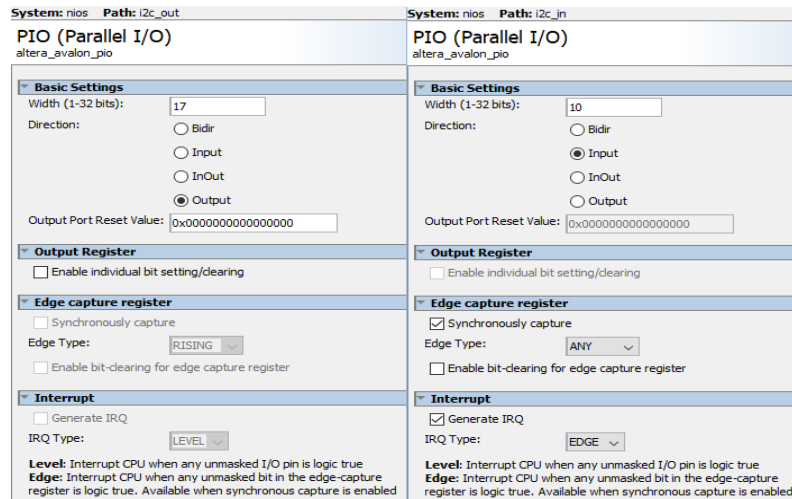 System: nios Path: i2c_out
PIO (Parallel I/O)
altera_avalon_pio
Basic Settings
Width (1-32 bits): 17
Direction: Bidir
Input
InOut
Output
Output Port Reset Value: 0x0000000000000000
Output Register
Enable individual bit setting/clearing
Edge capture register
Synchronously capture
Edge Type: RISING
Enable bit-clearing for edge capture register
Interrupt
Generate IRQ
IRQ Type: LEVEL
Level: Interrupt CPU when any unmasked I/O pin is logic true
Edge: Interrupt CPU when any unmasked bit in the edge-capture
register is logic true. Available when synchronous capture is enabled
System: nios Path: i2c_in
PIO (Parallel I/O)
altera_avalon_pio
Basic Settings
Width (1-32 bits): 10
Direction: Bidir
Input
InOut
Output
Output Port Reset Value: 0x0000000000000000
Output Register
Enable individual bit setting/clearing
Edge capture register
Synchronously capture
Edge Type: ANY
Enable bit-clearing for edge capture register
Interrupt
Generate IRQ
IRQ Type: EDGE
Level: Interrupt CPU when any unmasked I/O pin is logic true
Edge: Interrupt CPU when any unmasked bit in the edge-capture
register is logic true. Available when synchronous capture is enabled